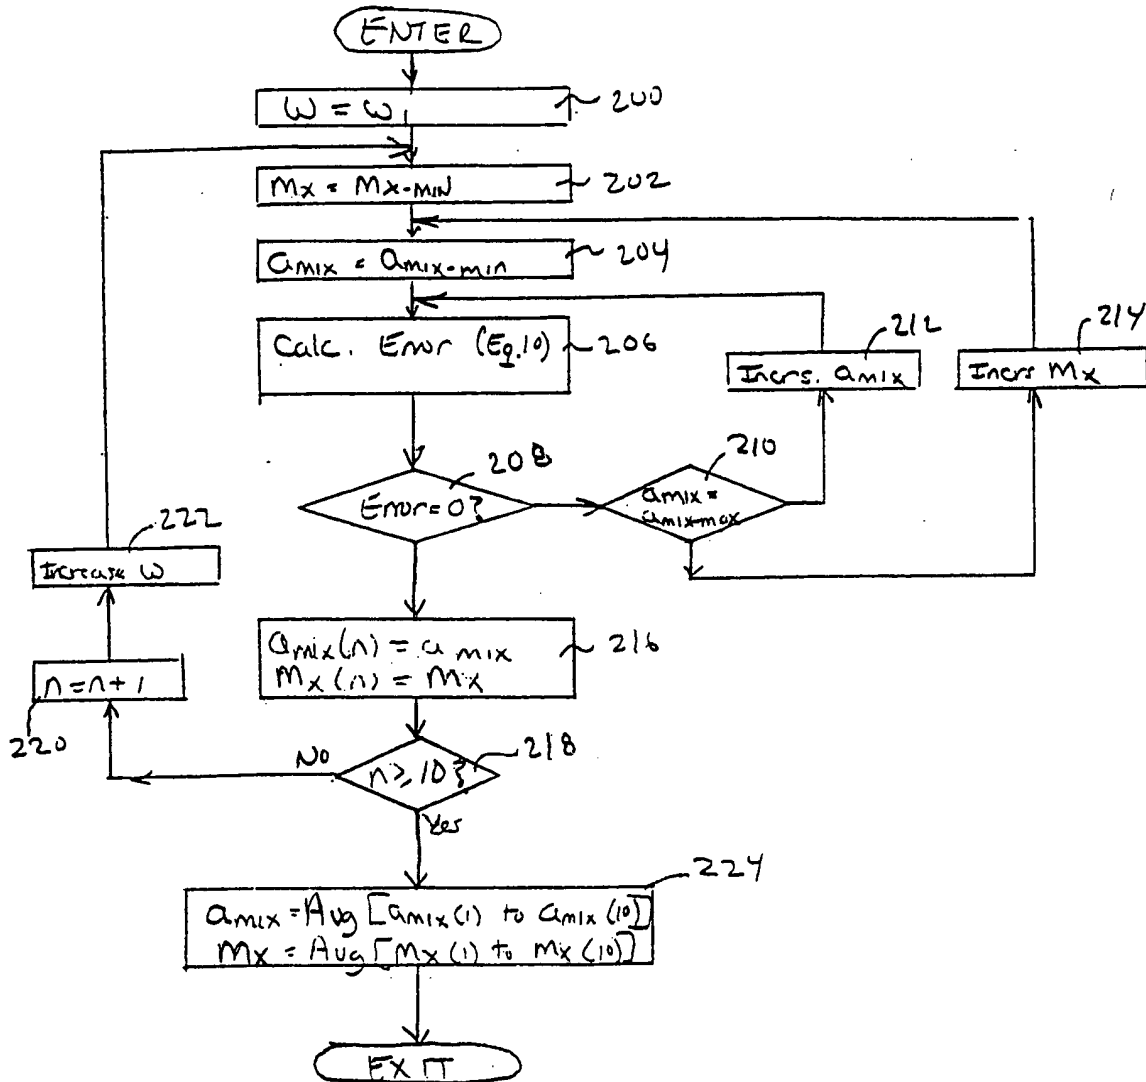 ENTER
ω = ω1
200
Mx = Mx-MIN
202
amix = amix-min
204
Calc. Error (Eq.10)
206
212
Incrs. amix
214
Incrs Mx
208
Error=0?
210
amix =
amix-max
222
Increase ω
amix(n) = amix
Mx(n) = Mx
216
n=n+1
220
No
n≥10?
218
Yes
224
amix=Avg [amix(1) to amix(10)]
Mx = Avg [Mx(1) to Mx(10)]
EXIT